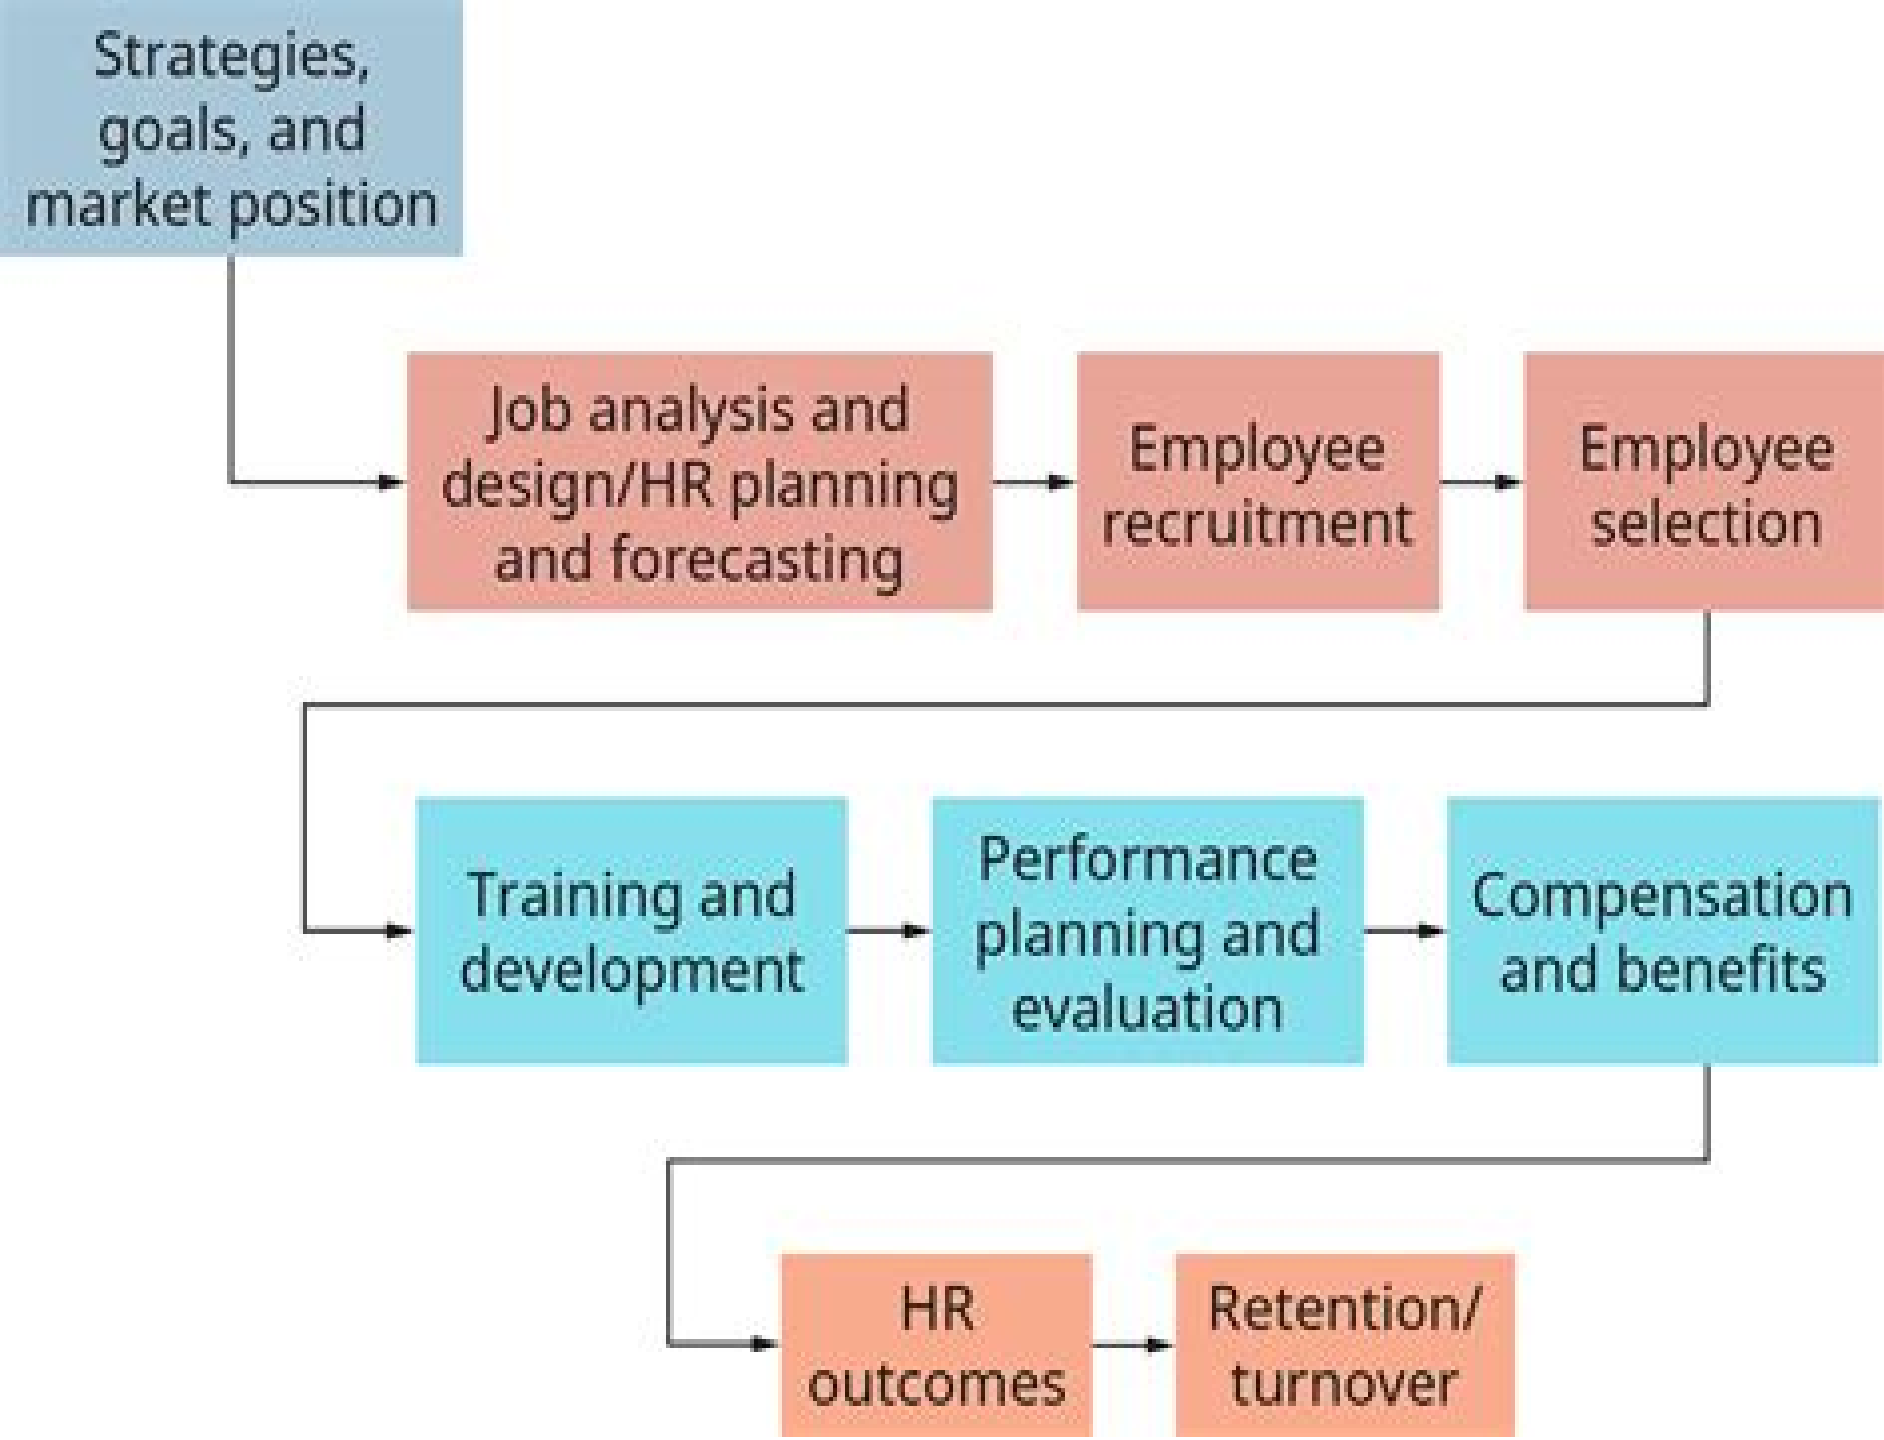 Strategies,
goals, and
market position
Job analysis and
design/HR planning
and forecasting
Employee
recruitment
Employee
selection
Training and
development
Performance
planning and
evaluation
Compensation
and benefits
HR
outcomes
Retention/
turnover